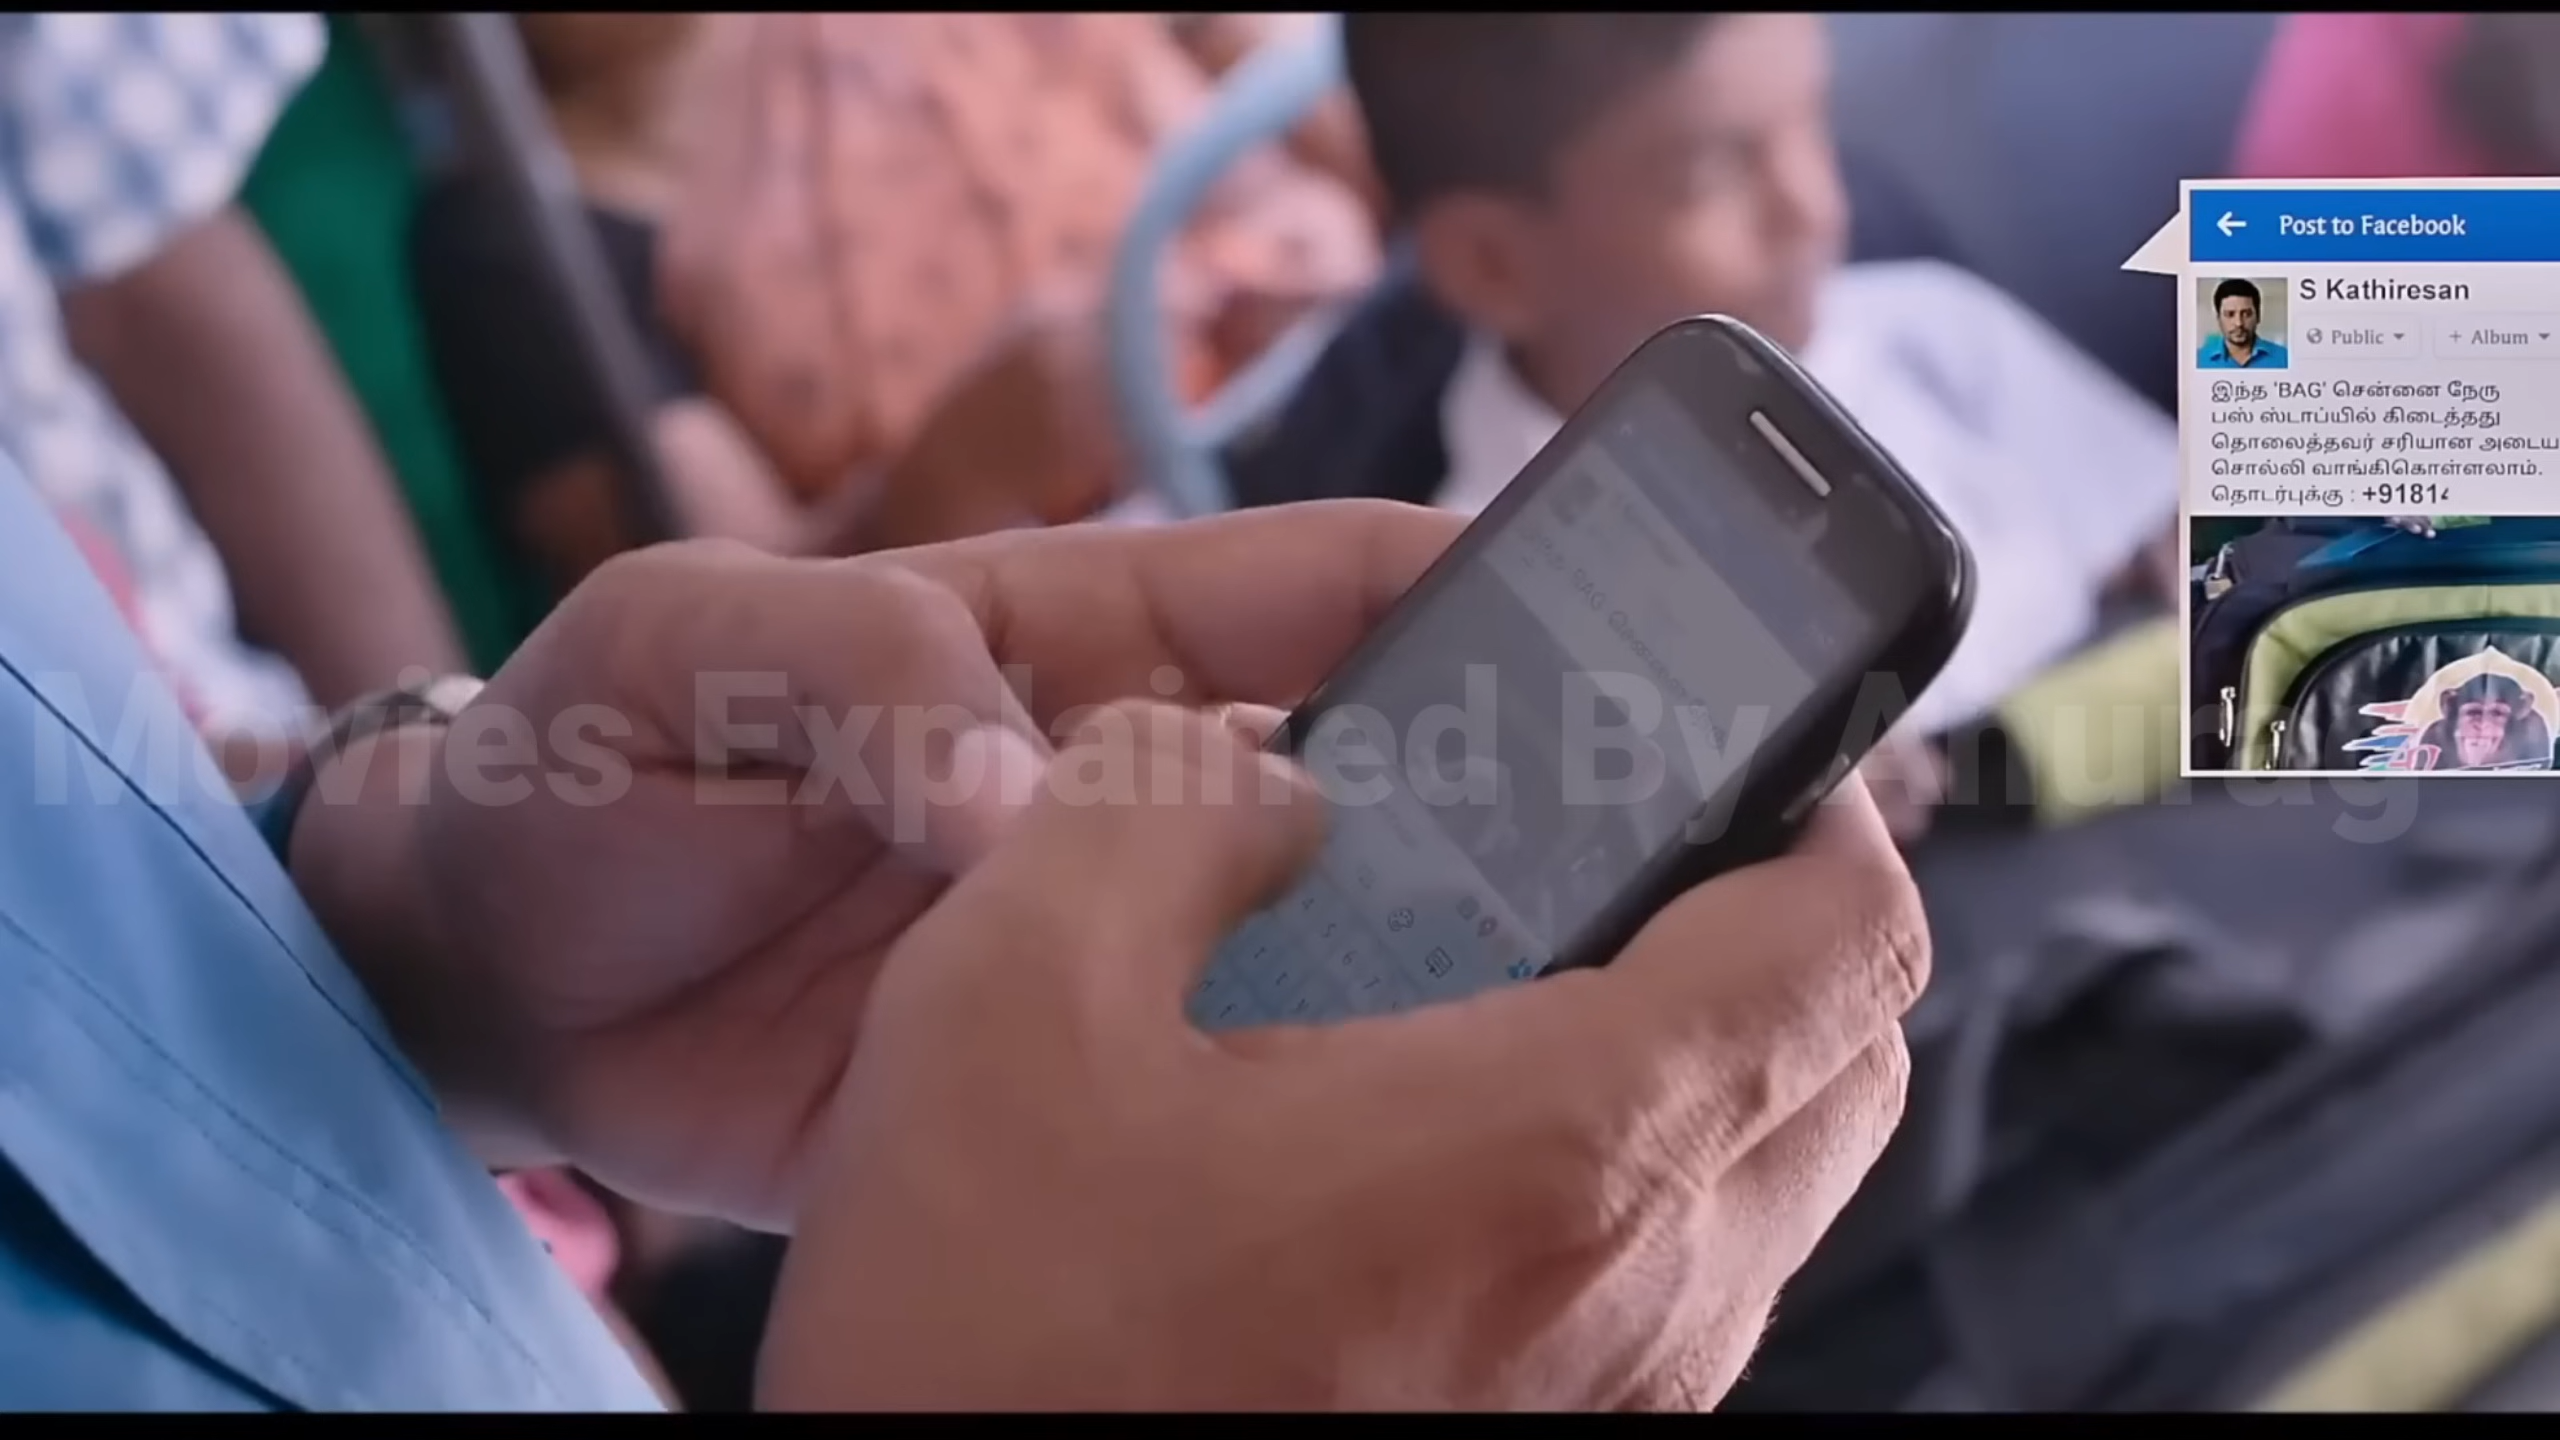 Post to Facebook
S Kathiresan
Public
+ Album
இந்த 'BAG' சென்னை நேரு
பஸ் ஸ்டாப்யில் கிடைத்தது
தொலைத்தவர் சரியான அடைய
சொல்லி வாங்கிகொள்ளலாம்.
தொடர்புக்கு : +9181
Movies Explained By Anurag